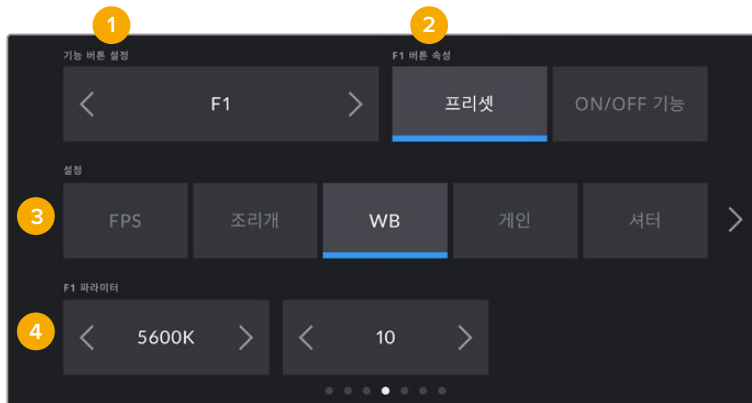 1 2
기능 버튼 설정 F1 버튼 속성
F1 프리셋 ON/OFF 기능
설정
3 FPS 조리개 WB 게인 셔터
F1 파라미터
4 5600K 10